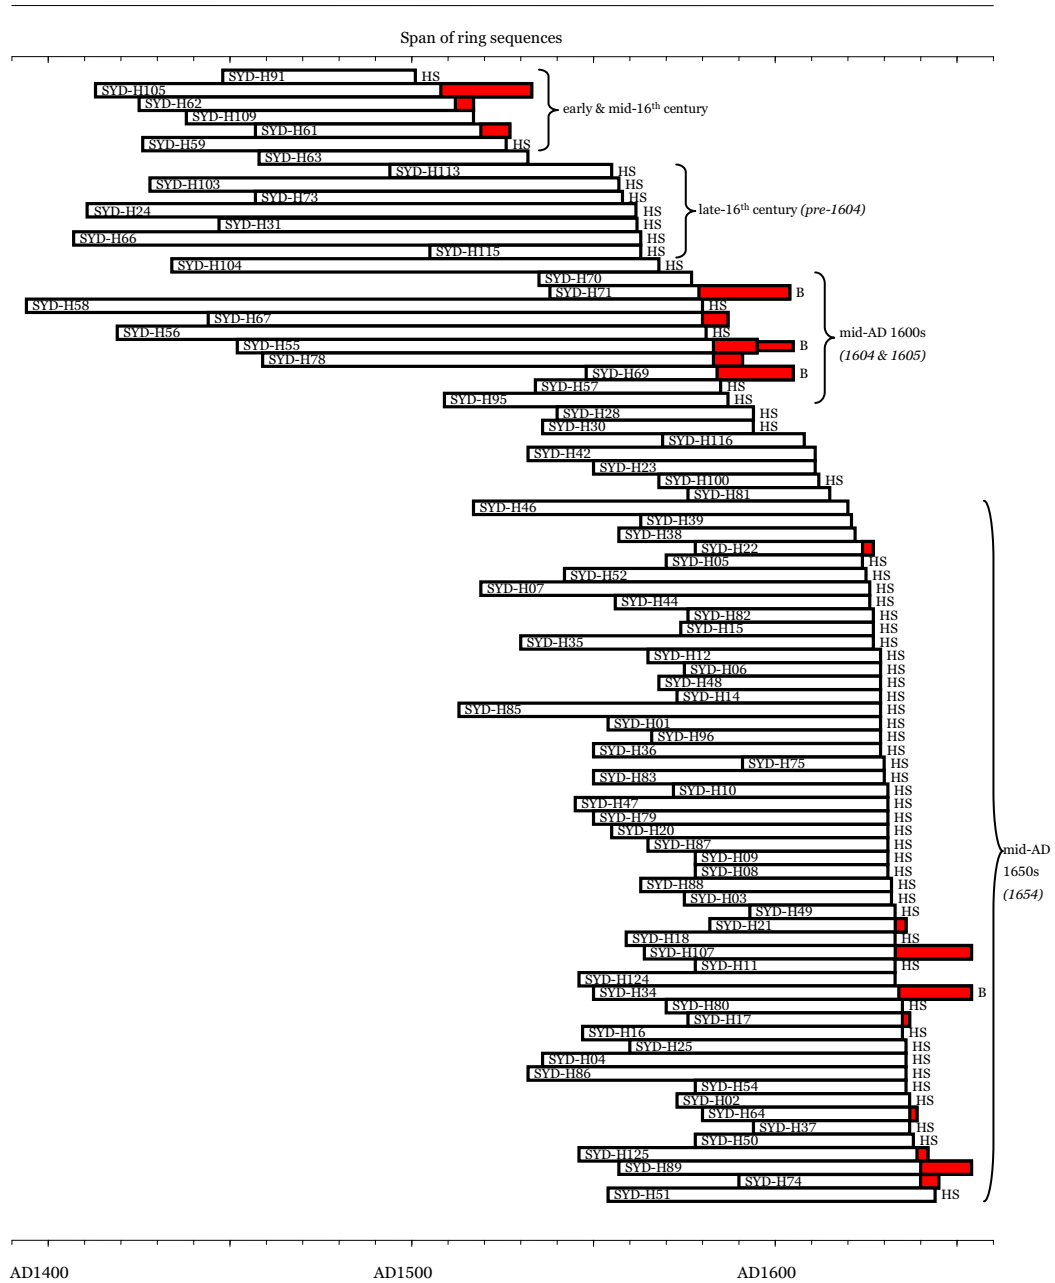 Span of ring sequences
SYD-H91 HS
SYD-H105
SYD-H62
SYD-H109
early & mid-16th century
SYD-H61
SYD-H59 HS
SYD-H63
SYD-H113 HS
SYD-H103 HS
SYD-H73 HS
SYD-H24 HS
late-16th century (pre-1604)
SYD-H31 HS
SYD-H66 HS
SYD-H115 HS
SYD-H104 HS
SYD-H70
SYD-H71 B
SYD-H58 HS
SYD-H67
SYD-H56 HS
mid-AD 1600s
SYD-H55 B
(1604 & 1605)
SYD-H78
SYD-H69 B
SYD-H57 HS
SYD-H95 HS
SYD-H28 HS
SYD-H30 HS
SYD-H116
SYD-H42
SYD-H23
SYD-H100 HS
SYD-H81
SYD-H46
SYD-H39
SYD-H38
SYD-H22
SYD-H05 HS
SYD-H52 HS
SYD-H07 HS
SYD-H44 HS
SYD-H82 HS
SYD-H15 HS
SYD-H35 HS
SYD-H12 HS
SYD-H06 HS
SYD-H48 HS
SYD-H14 HS
SYD-H85 HS
SYD-H01 HS
SYD-H96 HS
SYD-H36 HS
SYD-H75 HS
SYD-H83 HS
SYD-H10 HS
SYD-H47 HS
SYD-H79 HS
SYD-H20 HS
SYD-H87 HS
mid-AD
SYD-H09 HS
SYD-H08 HS
1650s
SYD-H88 HS
SYD-H03 HS
(1654)
SYD-H49 HS
SYD-H21
SYD-H18 HS
SYD-H107
SYD-H11 HS
SYD-H124
SYD-H34 B
SYD-H80 HS
SYD-H17
SYD-H16 HS
SYD-H25 HS
SYD-H04 HS
SYD-H86 HS
SYD-H54 HS
SYD-H02 HS
SYD-H64
SYD-H37 HS
SYD-H50 HS
SYD-H125
SYD-H89
SYD-H74
SYD-H51 HS
AD1400 AD1500 AD1600